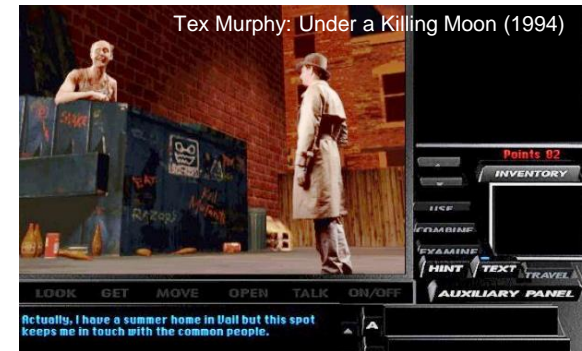 Tex Murphy: Under a Killing Moon (1994)
Points 92
INVENTORY
USE
COMBINE
EXAMINE
HINT TEXT TRAVEL
LOOK GET MOVE OPEN TALK ON/OFF
AUXILIARY PANEL
Actually, I have a summer home in Vail but this spot
keeps me in touch with the common people.
A